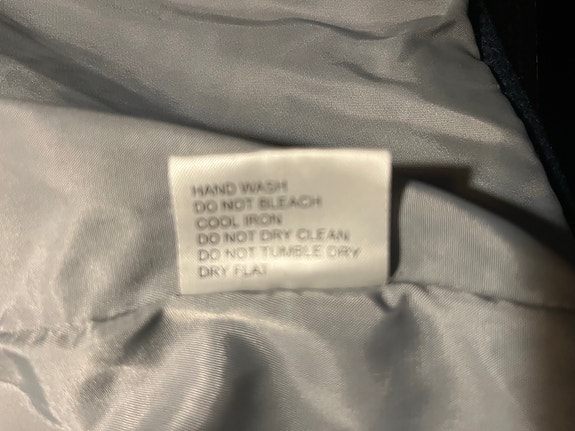 HAND WASH
DO NOT BLEACH
COOL IRON
DO NOT DRY CLEAN
DO NOT TUMBLE DRY
DRY FLAT